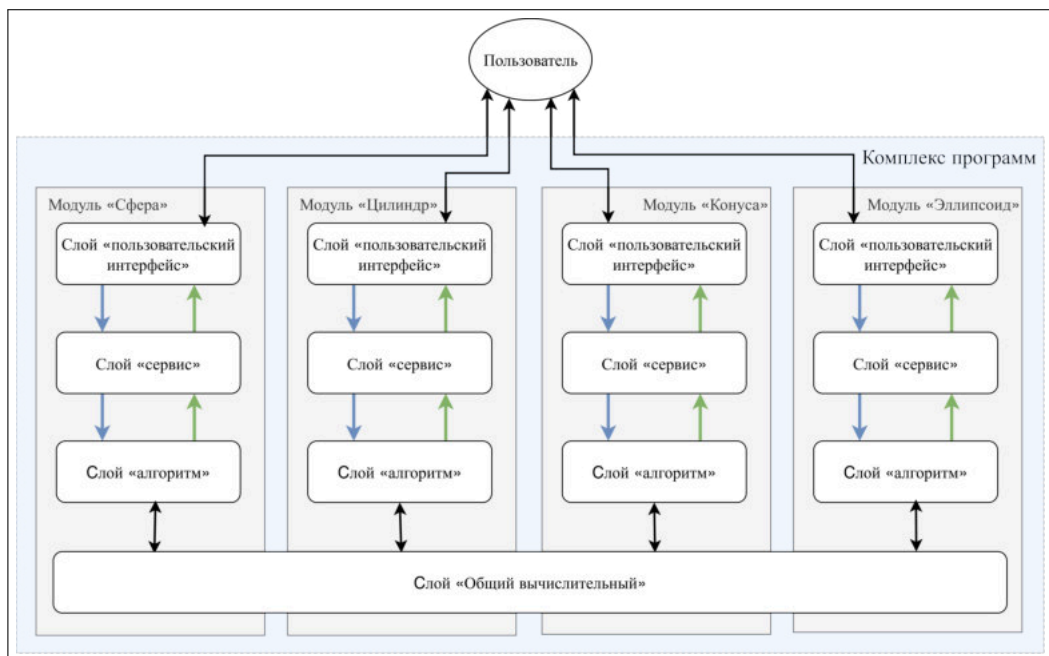 Пользователь
Комплекс программ
Модуль «Сфера»
Модуль «Цилиндр»
Модуль «Конуса»
Модуль «Эллипсоид»
Слой «пользовательский
интерфейс»
Слой «пользовательский
интерфейс»
Слой «пользовательский
интерфейс»
Слой «пользовательский
интерфейс»
Слой «сервис»
Слой «сервис»
Слой «сервис»
Слой «сервис»
Слой «алгоритм»
Слой «алгоритм»
Слой «алгоритм»
Слой «алгоритм»
Слой «Общий вычислительный»